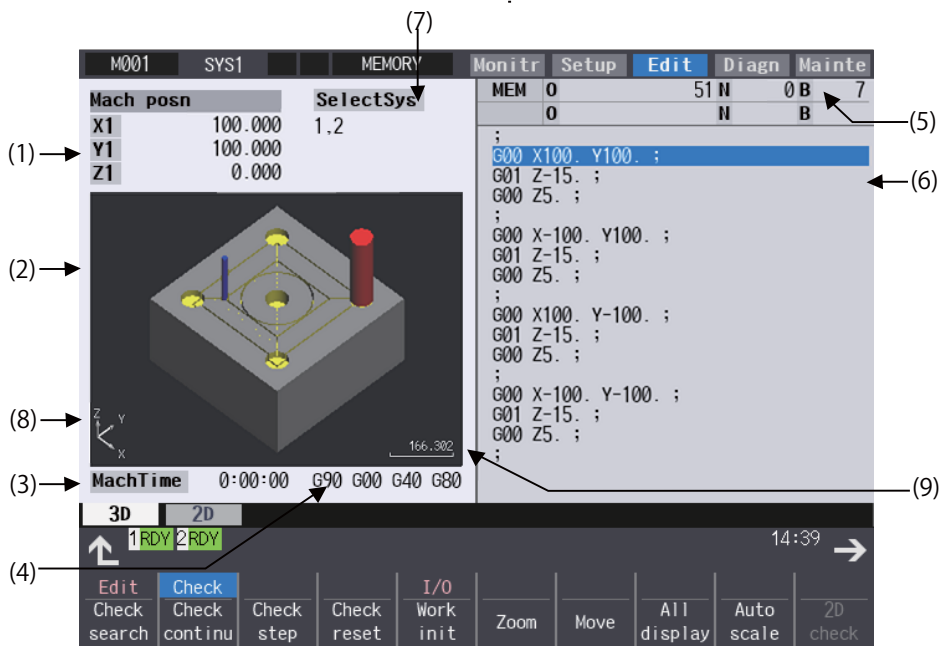 (7)
M001 SYS1 MEMORY Monitr Setup Edit Diagn Mainte
Mach posn SelectSys
X1 100.000 1,2
Y1 100.000
Z1 0.000
MEM O 51 N 0 B 7
O N B
(5)
(1)
(6)
;
G00 X100. Y100. ;
G01 Z-15. ;
G00 Z5. ;
;
G00 X-100. Y100. ;
G01 Z-15. ;
G00 Z5. ;
;
G00 X100. Y-100. ;
G01 Z-15. ;
G00 Z5. ;
;
G00 X-100. Y-100. ;
G01 Z-15. ;
G00 Z5. ;
;
(2)
(8)
Z Y
X
166.302
(3)
MachTime 0:00:00 G90 G00 G40 G80
(9)
3D 2D
1 RDY 2 RDY 14:39
(4)
Edit Check I/O
Check Check Check Check Work Zoom Move All Auto 2D
search continu step reset init display scale check